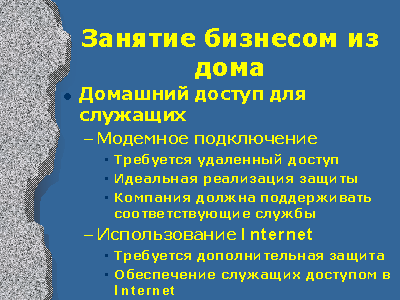 Занятие бизнесом из
дома
• Домашний доступ для
служащих
– Модемное подключение
• Требуется удаленный доступ
• Идеальная реализация защиты
• Компания должна поддерживать
соответствующие службы
– Использование Internet
• Требуется дополнительная защита
• Обеспечение служащих доступом в
Internet